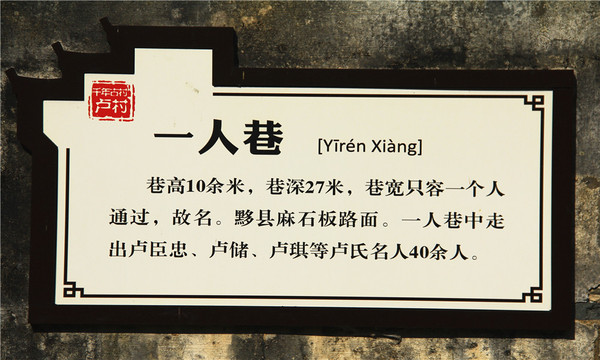 千年古村
卢村
一人巷 [Yīrén Xiàng]
巷高10余米，巷深27米，巷宽只容一个人
通过，故名。黟县麻石板路面。一人巷中走
出卢臣忠、卢储、卢琪等卢氏名人40余人。